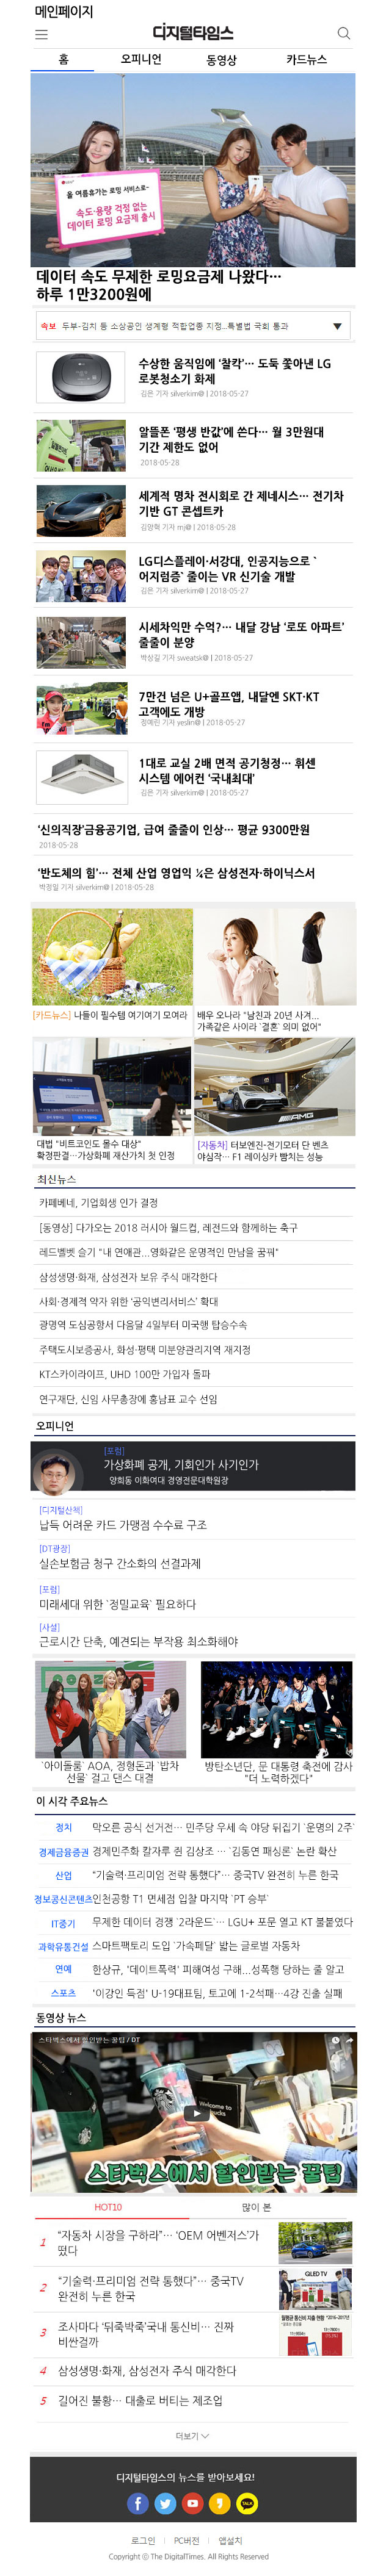 메인페이지
디지털타임스
홈 오피니언 동영상 카드뉴스
올 여름휴가는 로밍 서비스로~
속도·용량 걱정 없는
데이터 로밍 요금제 출시
데이터 속도 무제한 로밍요금제 나왔다…
하루 1만3200원에
속보 두부-김치 등 소상공인 생계형 적합업종 지정…특별법 국회 통과
수상한 움직임에 ‘찰칵’… 도둑 쫓아낸 LG
로봇청소기 화제
김은 기자 silverkim@ | 2018-05-27
알뜰폰 ‘평생 반값’에 쓴다… 월 3만원대
기간 제한도 없어
2018-05-28
세계적 명차 전시회로 간 제네시스… 전기차
기반 GT 콘셉트카
김양혁 기자 mj@ | 2018-05-28
LG디스플레이·서강대, 인공지능으로 `
어지럼증` 줄이는 VR 신기술 개발
김은 기자 silverkim@ | 2018-05-27
시세차익만 수억?… 내달 강남 ‘로또 아파트’
줄줄이 분양
박상길 기자 sweatsk@ | 2018-05-27
7만건 넘은 U+골프앱, 내달엔 SKT·KT
고객에도 개방
정예린 기자 yeslin@ | 2018-05-27
1대로 교실 2배 면적 공기청정… 휘센
시스템 에어컨 ‘국내최대’
김은 기자 silverkim@ | 2018-05-27
‘신의직장’금융공기업, 급여 줄줄이 인상… 평균 9300만원
2018-05-28
‘반도체의 힘’… 전체 산업 영업익 ¼은 삼성전자·하이닉스서
박정일 기자 silverkim@ | 2018-05-28
[카드뉴스] 나들이 필수템 여기여기 모여라
배우 오나라 "남친과 20년 사겨...
가족같은 사이라 `결혼` 의미 없어"
AMG
대법 "비트코인도 몰수 대상"
확정판결…가상화폐 재산가치 첫 인정
[자동차] 터보엔진-전기모터 단 벤츠
야심작… F1 레이싱카 뺨치는 성능
최신뉴스
카페베네, 기업회생 인가 결정
[동영상] 다가오는 2018 러시아 월드컵, 레전드와 함께하는 축구
레드벨벳 슬기 "내 연애관...영화같은 운명적인 만남을 꿈꿔"
삼성생명·화재, 삼성전자 보유 주식 매각한다
사회·경제적 약자 위한 ‘공익변리서비스’ 확대
광명역 도심공항서 다음달 4일부터 미국행 탑승수속
주택도시보증공사, 화성·평택 미분양관리지역 재지정
KT스카이라이프, UHD 100만 가입자 돌파
연구재단, 신임 사무총장에 홍남표 교수 선임
오피니언
[포럼]
가상화폐 공개, 기회인가 사기인가
양희동 이화여대 경영전문대학원장
[디지털산책]
납득 어려운 카드 가맹점 수수료 구조
[DT광장]
실손보험금 청구 간소화의 선결과제
[포럼]
미래세대 위한 `정밀교육` 필요하다
[사설]
근로시간 단축, 예견되는 부작용 최소화해야
`아이돌룸` AOA, 정형돈과 `밥차
선물` 걸고 댄스 대결
방탄소년단, 문 대통령 축전에 감사
"더 노력하겠다"
이 시각 주요뉴스
정치 막오른 공식 선거전… 민주당 우세 속 야당 뒤집기 `운명의 2주`
경제금융증권 경제민주화 칼자루 쥔 김상조 … `김동연 패싱론` 논란 확산
산업 “기술력·프리미엄 전략 통했다”… 중국TV 완전히 누른 한국
정보통신콘텐츠 인천공항 T1 면세점 입찰 마지막 `PT 승부`
IT중기 무제한 데이터 경쟁 `2라운드`… LGU+ 포문 열고 KT 불붙였다
과학유통건설 스마트팩토리 도입 `가속페달` 밟는 글로벌 자동차
연예 한상규, '데이트폭력' 피해여성 구해...성폭행 당하는 줄 알고
스포츠 '이강인 득점' U-19대표팀, 토고에 1-2석패…4강 진출 실패
동영상 뉴스
스타벅스에서 할인받는 꿀팁 / DT
스타벅스에서 할인받는 꿀팁
HOT10 많이 본
1 “자동차 시장을 구하라”… ‘OEM 어벤저스’가
떴다
2 “기술력·프리미엄 전략 통했다”… 중국TV
완전히 누른 한국
QLED TV
3 조사마다 ‘뒤죽박죽’국내 통신비… 진짜
비싼걸까
4 삼성생명·화재, 삼성전자 주식 매각한다
5 길어진 불황… 대출로 버티는 제조업
더보기
디지털타임스의 뉴스를 받아보세요!
TALK
로그인 | PC버전 | 앱설치
Copyright ⓒ The DigitalTimes. All Rights Reserved